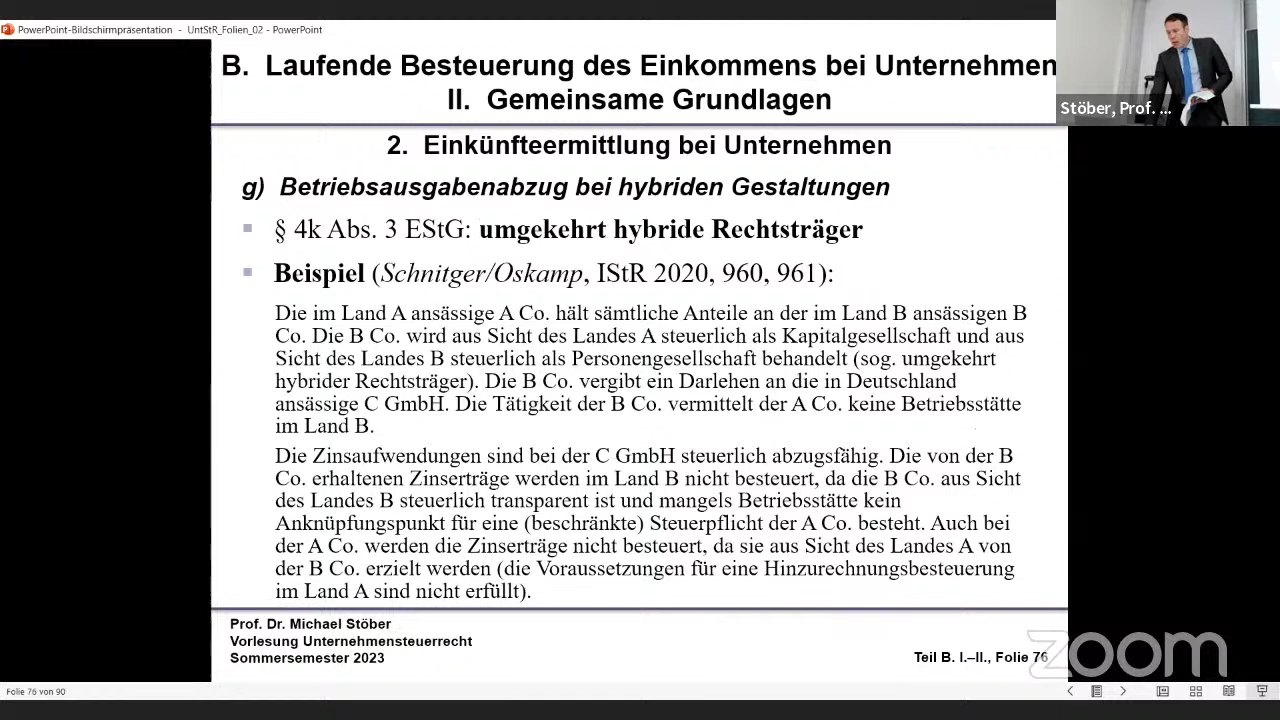 PowerPoint-Bildschirmpräsentation - UntStR_Folien_02 - PowerPoint
B. Laufende Besteuerung des Einkommens bei Unternehmen
II. Gemeinsame Grundlagen
Stöber, Prof. ...
2. Einkünfteermittlung bei Unternehmen
g) Betriebsausgabenabzug bei hybriden Gestaltungen
§ 4k Abs. 3 EStG: umgekehrt hybride Rechtsträger
Beispiel (Schnitger/Oskamp, IStR 2020, 960, 961):
Die im Land A ansässige A Co. hält sämtliche Anteile an der im Land B ansässigen B
Co. Die B Co. wird aus Sicht des Landes A steuerlich als Kapitalgesellschaft und aus
Sicht des Landes B steuerlich als Personengesellschaft behandelt (sog. umgekehrt
hybrider Rechtsträger). Die B Co. vergibt ein Darlehen an die in Deutschland
ansässige C GmbH. Die Tätigkeit der B Co. vermittelt der A Co. keine Betriebsstätte
im Land B.
Die Zinsaufwendungen sind bei der C GmbH steuerlich abzugsfähig. Die von der B
Co. erhaltenen Zinserträge werden im Land B nicht besteuert, da die B Co. aus Sicht
des Landes B steuerlich transparent ist und mangels Betriebsstätte kein
Anknüpfungspunkt für eine (beschränkte) Steuerpflicht der A Co. besteht. Auch bei
der A Co. werden die Zinserträge nicht besteuert, da sie aus Sicht des Landes A von
der B Co. erzielt werden (die Voraussetzungen für eine Hinzurechnungsbesteuerung
im Land A sind nicht erfüllt).
Prof. Dr. Michael Stöber
Vorlesung Unternehmensteuerrecht
Sommersemester 2023
Teil B. I.–II., Folie 76
zoom
Folie 76 von 90